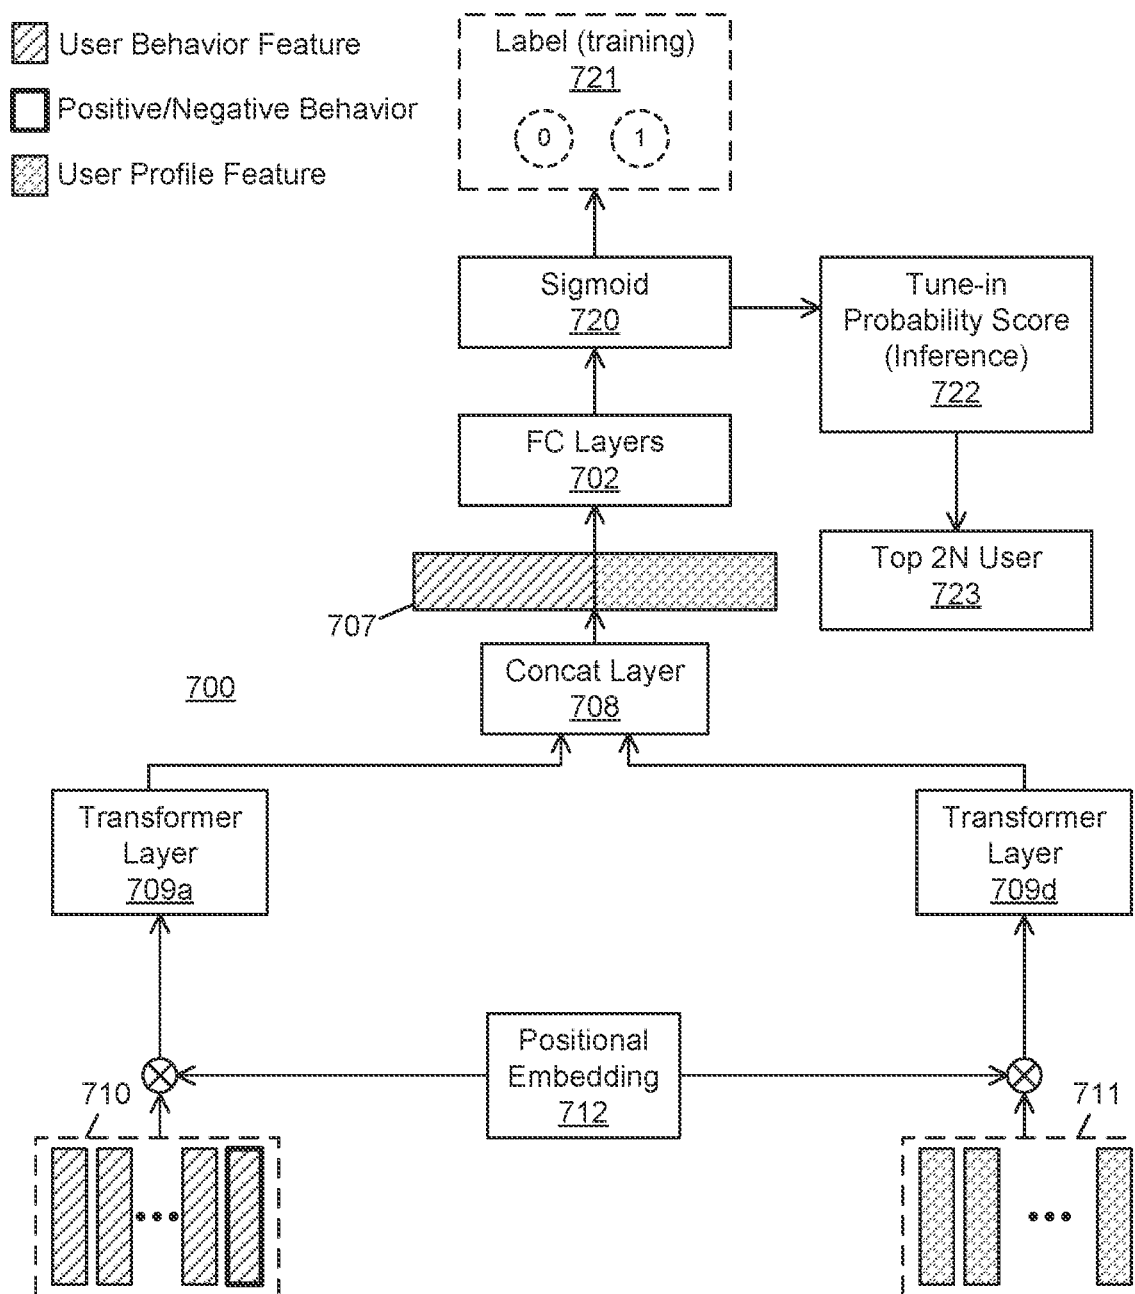 User Behavior Feature
Positive/Negative Behavior
User Profile Feature
Label (training)
721
0
1
Sigmoid
720
Tune-in
Probability Score
(Inference)
722
FC Layers
702
Top 2N User
723
707
Concat Layer
708
700
Transformer
Layer
709a
Transformer
Layer
709d
Positional
Embedding
712
710
711